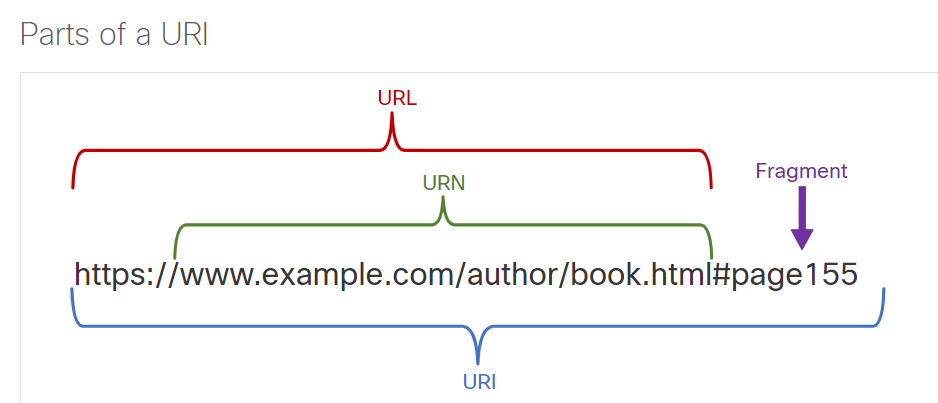 Parts of a URI
URL
Fragment
URN
https://www.example.com/author/book.html#page155
URI